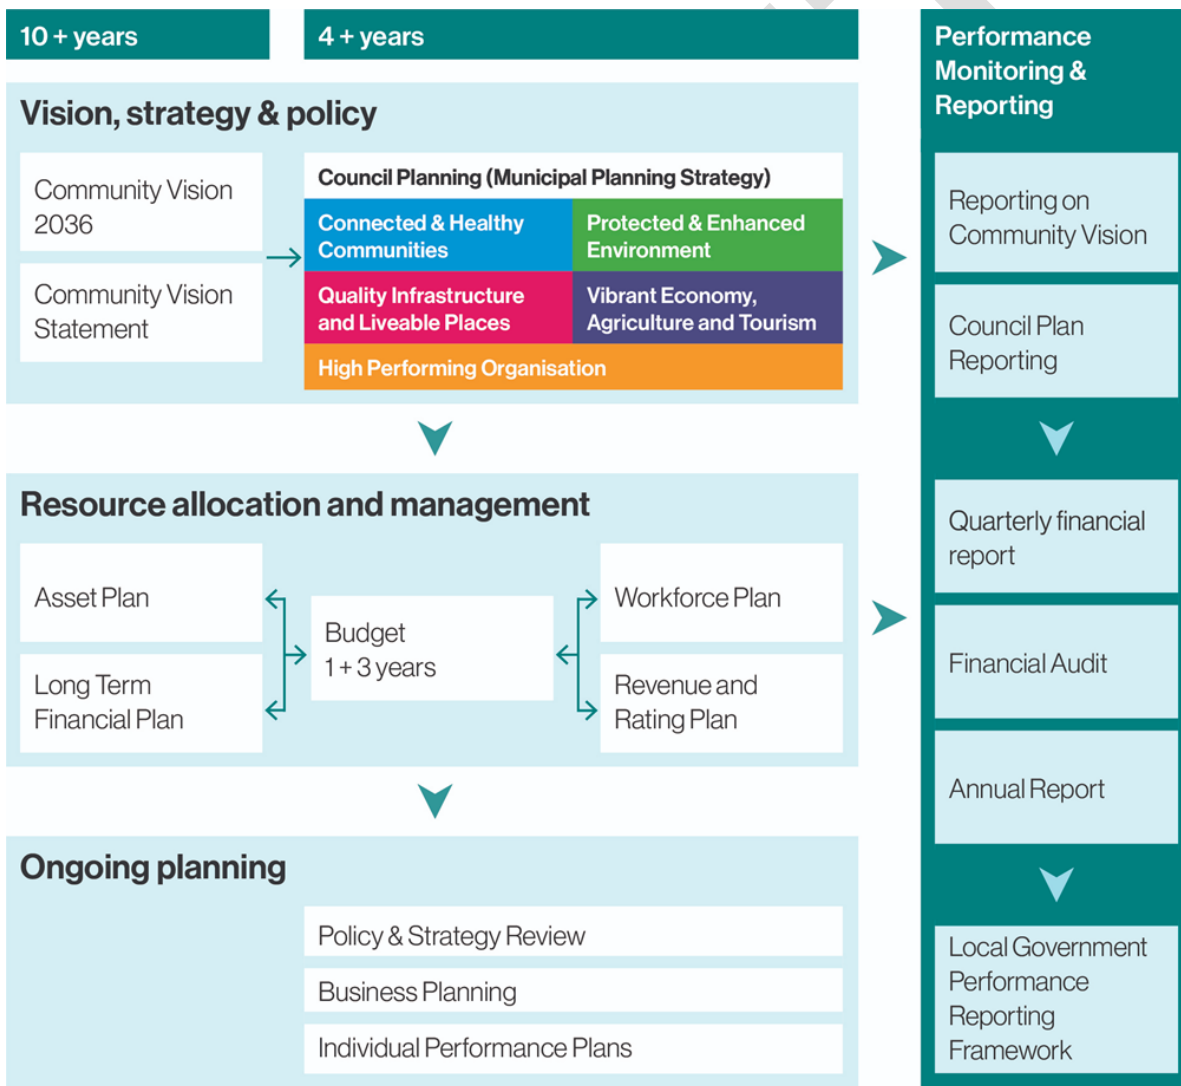 10 + years
4 + years
Vision, strategy & policy
Community Vision
2036
Community Vision
Statement
Council Planning (Municipal Planning Strategy)
Connected & Healthy
Communities
Protected & Enhanced
Environment
Quality Infrastructure
and Liveable Places
Vibrant Economy,
Agriculture and Tourism
High Performing Organisation
Resource allocation and management
Asset Plan
Long Term
Financial Plan
Budget
1 + 3 years
Workforce Plan
Revenue and
Rating Plan
Ongoing planning
Policy & Strategy Review
Business Planning
Individual Performance Plans
Performance
Monitoring &
Reporting
Reporting on
Community Vision
Council Plan
Reporting
Quarterly financial
report
Financial Audit
Annual Report
Local Government
Performance
Reporting
Framework